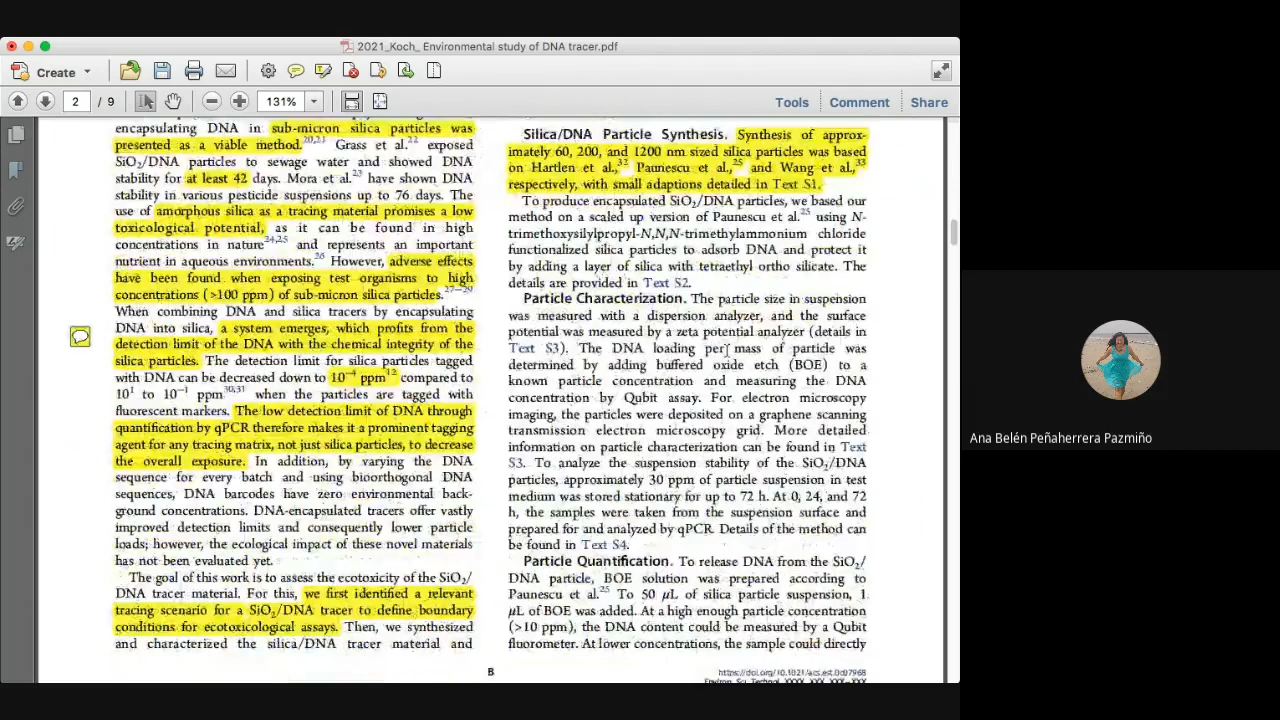 2021_Koch_ Environmental study of DNA tracer.pdf
Create
2 / 9
131%
Tools Comment Share
encapsulating DNA in sub-micron silica particles was
presented as a viable method.20,21 Grass et al.22 exposed
SiO2/DNA particles to sewage water and showed DNA
stability for at least 42 days. Mora et al.23 have shown DNA
stability in various pesticide suspensions up to 76 days. The
use of amorphous silica as a tracing material promises a low
toxicological potential, as it can be found in high
concentrations in nature24,25 and represents an important
nutrient in aqueous environments.26 However, adverse effects
have been found when exposing test organisms to high
concentrations (>100 ppm) of sub-micron silica particles.27−29
When combining DNA and silica tracers by encapsulating
DNA into silica, a system emerges, which profits from the
detection limit of the DNA with the chemical integrity of the
silica particles. The detection limit for silica particles tagged
with DNA can be decreased down to 10−4 ppm12 compared to
101 to 10−1 ppm30,31 when the particles are tagged with
fluorescent markers. The low detection limit of DNA through
quantification by qPCR therefore makes it a prominent tagging
agent for any tracing matrix, not just silica particles, to decrease
the overall exposure. In addition, by varying the DNA
sequence for every batch and using bioorthogonal DNA
sequences, DNA barcodes have zero environmental back-
ground concentrations. DNA-encapsulated tracers offer vastly
improved detection limits and consequently lower particle
loads; however, the ecological impact of these novel materials
has not been evaluated yet.
The goal of this work is to assess the ecotoxicity of the SiO2/
DNA tracer material. For this, we first identified a relevant
tracing scenario for a SiO2/DNA tracer to define boundary
conditions for ecotoxicological assays. Then, we synthesized
and characterized the silica/DNA tracer material and
Silica/DNA Particle Synthesis. Synthesis of approx-
imately 60, 200, and 1200 nm sized silica particles was based
on Hartlen et al.,32 Paunescu et al.,25 and Wang et al.,33
respectively, with small adaptions detailed in Text S1.
To produce encapsulated SiO2/DNA particles, we based our
method on a scaled up version of Paunescu et al.25 using N-
trimethoxysilylpropyl-N,N,N-trimethylammonium chloride
functionalized silica particles to adsorb DNA and protect it
by adding a layer of silica with tetraethyl ortho silicate. The
details are provided in Text S2.
Particle Characterization. The particle size in suspension
was measured with a dispersion analyzer, and the surface
potential was measured by a zeta potential analyzer (details in
Text S3). The DNA loading per mass of particle was
determined by adding buffered oxide etch (BOE) to a
known particle concentration and measuring the DNA
concentration by Qubit assay. For electron microscopy
imaging, the particles were deposited on a graphene scanning
transmission electron microscopy grid. More detailed
information on particle characterization can be found in Text
S3. To analyze the suspension stability of the SiO2/DNA
particles, approximately 30 ppm of particle suspension in test
medium was stored stationary for up to 72 h. At 0, 24, and 72
h, the samples were taken from the suspension surface and
prepared for and analyzed by qPCR. Details of the method can
be found in Text S4.
Particle Quantification. To release DNA from the SiO2/
DNA particle, BOE solution was prepared according to
Paunescu et al.25 To 50 μL of silica particle suspension, 1
μL of BOE was added. At a high enough particle concentration
(>10 ppm), the DNA content could be measured by a Qubit
fluorometer. At lower concentrations, the sample could directly
B
https://doi.org/10.1021/acs.est.0c07968
Environ. Sci. Technol. XXXX, XXX, XXX−XXX
Ana Belén Peñaherrera Pazmiño